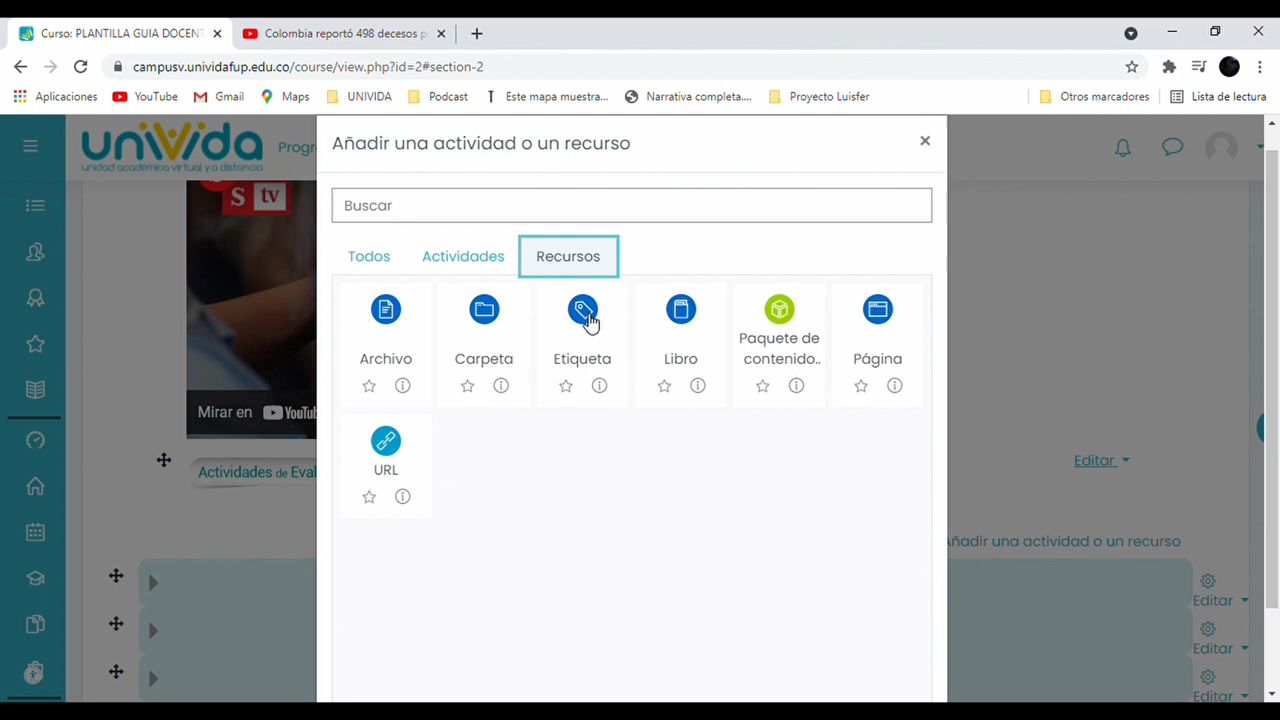 Curso: PLANTILLA GUIA DOCENT
Colombia reportó 498 decesos p
campusv.unividafup.edu.co/course/view.php?id=2#section-2
Aplicaciones
YouTube
Gmail
Maps
UNIVIDA
Podcast
Este mapa muestra...
Narrativa completa....
Proyecto Luisfer
Otros marcadores
Lista de lectura
uniVida
unidad académica virtual y a distancia
Progr
Añadir una actividad o un recurso
Buscar
S tv
Todos
Actividades
Recursos
Archivo
Carpeta
Etiqueta
Libro
Paquete de
contenido..
Página
Mirar en YouTub
URL
Actividades de Eval
Editar
Añadir una actividad o un recurso
Editar
Editar
Editar